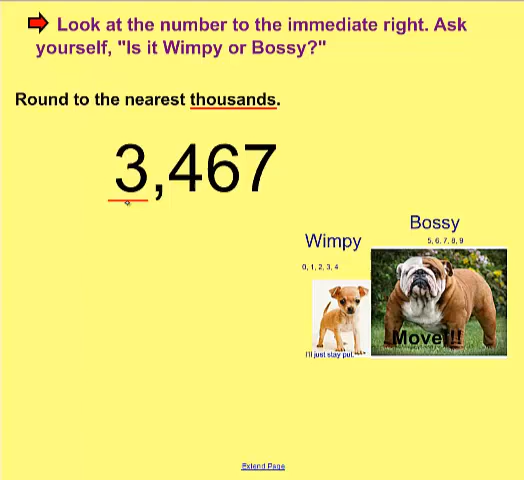 Look at the number to the immediate right. Ask
yourself, "Is it Wimpy or Bossy?"
Round to the nearest thousands.
3,467
Bossy
5, 6, 7, 8, 9
Wimpy
0, 1, 2, 3, 4
Move!!!
I'll just stay put.
Extend Page